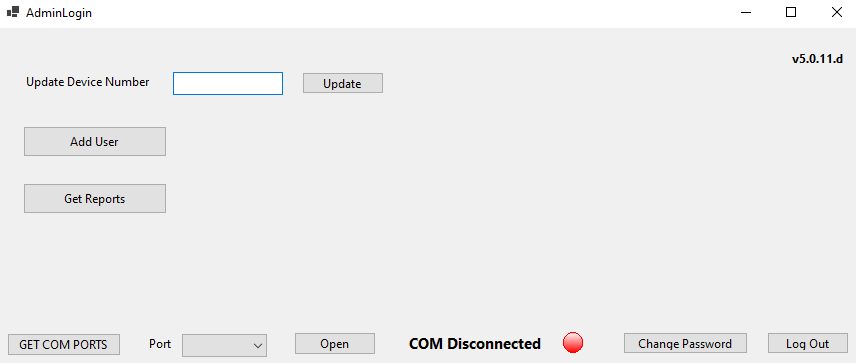 AdminLogin
v5.0.11.d
Update Device Number
Update
Add User
Get Reports
GET COM PORTS Port Open COM Disconnected Change Password Log Out